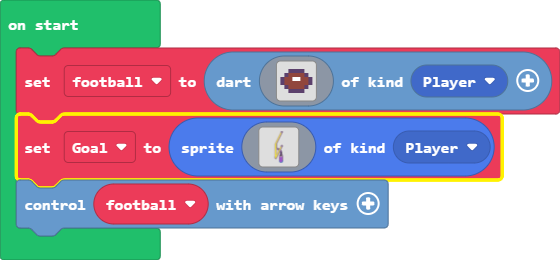 on start
set football to dart of kind Player
set Goal to sprite of kind Player
control football with arrow keys